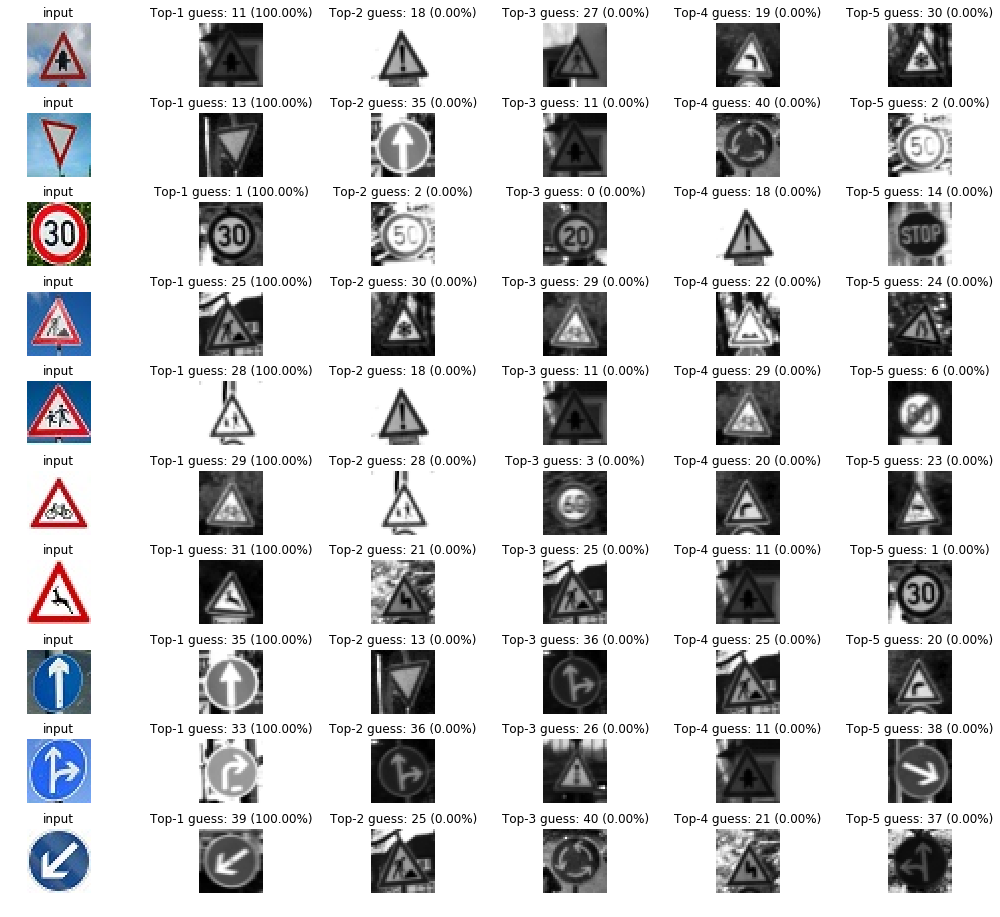 input Top-1 guess: 11 (100.00%) Top-2 guess: 18 (0.00%) Top-3 guess: 27 (0.00%) Top-4 guess: 19 (0.00%) Top-5 guess: 30 (0.00%)
input Top-1 guess: 13 (100.00%) Top-2 guess: 35 (0.00%) Top-3 guess: 11 (0.00%) Top-4 guess: 40 (0.00%) Top-5 guess: 2 (0.00%)
50
input Top-1 guess: 1 (100.00%) Top-2 guess: 2 (0.00%) Top-3 guess: 0 (0.00%) Top-4 guess: 18 (0.00%) Top-5 guess: 14 (0.00%)
30 30 50 20 STOP
input Top-1 guess: 25 (100.00%) Top-2 guess: 30 (0.00%) Top-3 guess: 29 (0.00%) Top-4 guess: 22 (0.00%) Top-5 guess: 24 (0.00%)
input Top-1 guess: 28 (100.00%) Top-2 guess: 18 (0.00%) Top-3 guess: 11 (0.00%) Top-4 guess: 29 (0.00%) Top-5 guess: 6 (0.00%)
80
input Top-1 guess: 29 (100.00%) Top-2 guess: 28 (0.00%) Top-3 guess: 3 (0.00%) Top-4 guess: 20 (0.00%) Top-5 guess: 23 (0.00%)
60
input Top-1 guess: 31 (100.00%) Top-2 guess: 21 (0.00%) Top-3 guess: 25 (0.00%) Top-4 guess: 11 (0.00%) Top-5 guess: 1 (0.00%)
30
input Top-1 guess: 35 (100.00%) Top-2 guess: 13 (0.00%) Top-3 guess: 36 (0.00%) Top-4 guess: 25 (0.00%) Top-5 guess: 20 (0.00%)
input Top-1 guess: 33 (100.00%) Top-2 guess: 36 (0.00%) Top-3 guess: 26 (0.00%) Top-4 guess: 11 (0.00%) Top-5 guess: 38 (0.00%)
input Top-1 guess: 39 (100.00%) Top-2 guess: 25 (0.00%) Top-3 guess: 40 (0.00%) Top-4 guess: 21 (0.00%) Top-5 guess: 37 (0.00%)